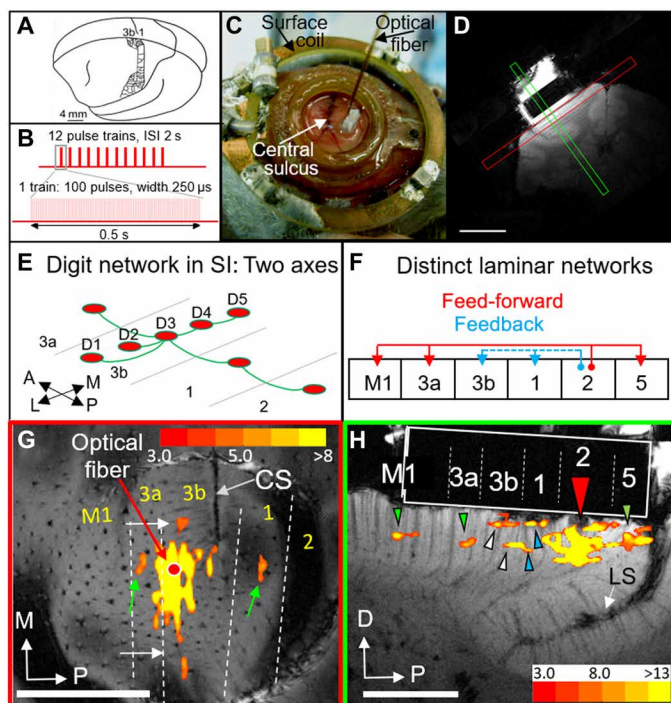 A
3b 1
4 mm
B
12 pulse trains, ISI 2 s
1 train: 100 pulses, width 250 µs
0.5 s
C
Surface
coil
Optical
fiber
Central
sulcus
D
E Digit network in SI: Two axes
D5
D4
D3
D2
D1
3a
3b
1
2
A
M
L
P
F Distinct laminar networks
Feed-forward
Feedback
M1 3a 3b 1 2 5
G
3.0 5.0 >8
Optical
fiber
3a 3b
CS
M1
1
2
M
P
H
M1 3a 3b 1 2 5
LS
D
P
3.0 8.0 >13